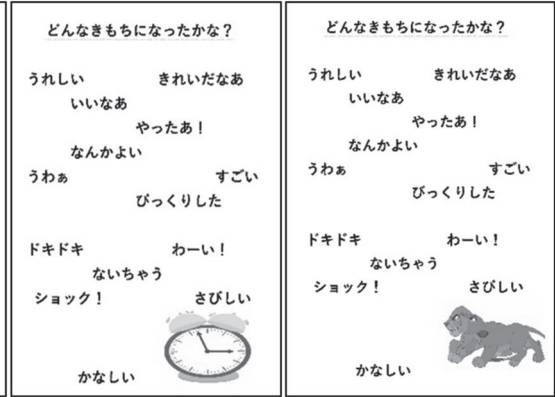 どんなきもちになったかな？
うれしい　きれいだなあ
いいなあ
やったあ！
なんかよい
うわぁ　すごい
びっくりした
ドキドキ　わーい！
ないちゃう
ショック！　さびしい
かなしい
どんなきもちになったかな？
うれしい　きれいだなあ
いいなあ
やったあ！
なんかよい
うわぁ　すごい
びっくりした
ドキドキ　わーい！
ないちゃう
ショック！　さびしい
かなしい